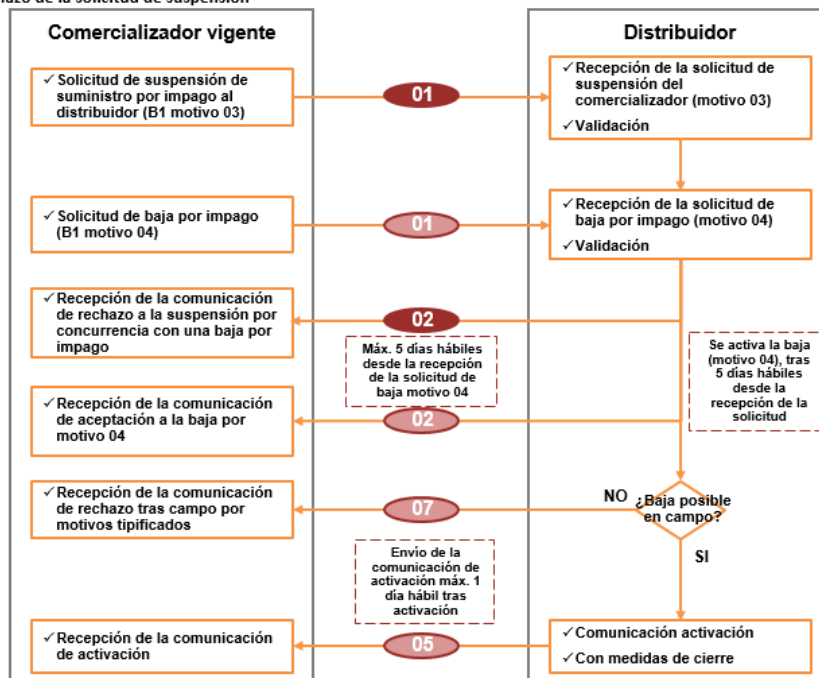 de la solicitud de suspensión
Comercializador vigente
Distribuidor
✓ Solicitud de suspensión de
suministro por impago al
distribuidor (B1 motivo 03)
01
✓ Recepción de la solicitud de
suspensión del
comercializador (motivo 03)
✓ Validación
✓ Solicitud de baja por impago
(B1 motivo 04)
01
✓ Recepción de la solicitud de
baja por impago (motivo 04)
✓ Validación
✓ Recepción de la comunicación
de rechazo a la suspensión por
concurrencia con una baja por
impago
02
Máx. 5 días hábiles
desde la recepción
de la solicitud de
baja motivo 04
Se activa la baja
(motivo 04), tras
5 días hábiles
desde la
recepción de la
solicitud
✓ Recepción de la comunicación
de aceptación a la baja por
motivo 04
02
✓ Recepción de la comunicación
de rechazo tras campo por
motivos tipificados
07
NO
¿Baja posible
en campo?
SI
Envío de la
comunicación de
activación máx. 1
día hábil tras
activación
✓ Recepción de la comunicación
de activación
05
✓ Comunicación activación
✓ Con medidas de cierre